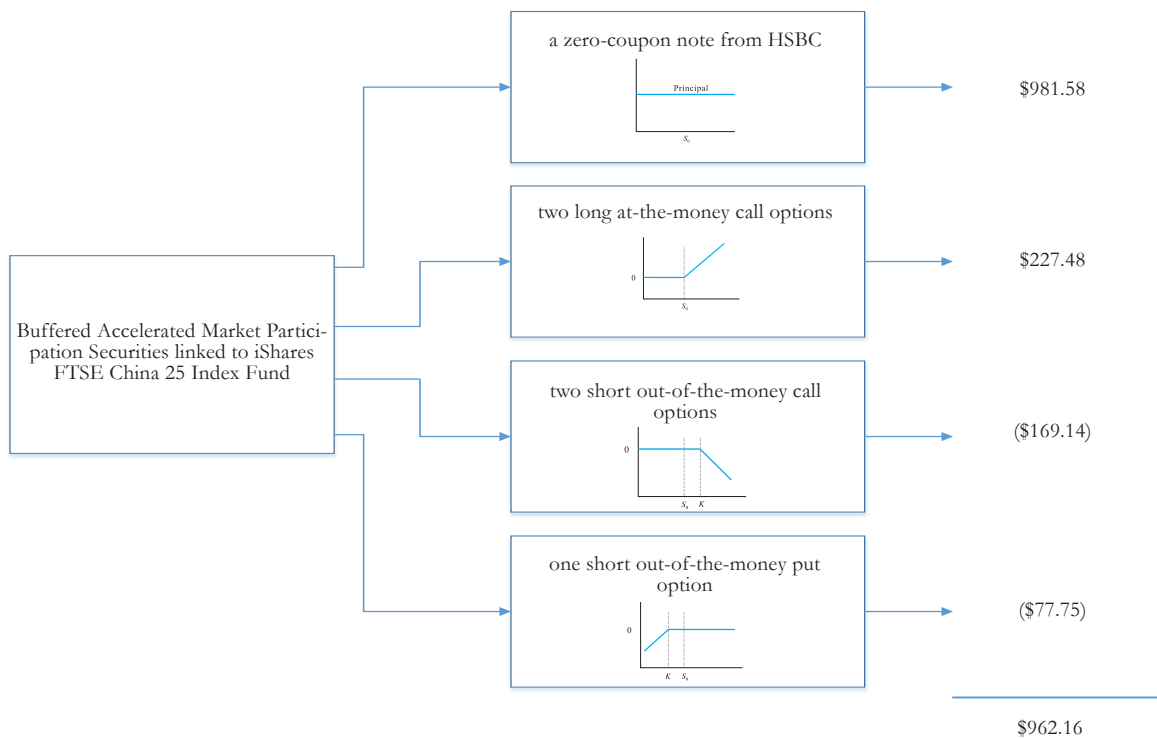 a zero-coupon note from HSBC
Principal
S₀
$981.58
two long at-the-money call options
0
S₀
$227.48
Buffered Accelerated Market Partici-
pation Securities linked to iShares
FTSE China 25 Index Fund
two short out-of-the-money call
options
0
S₀ K
($169.14)
one short out-of-the-money put
option
0
K S₀
($77.75)
$962.16